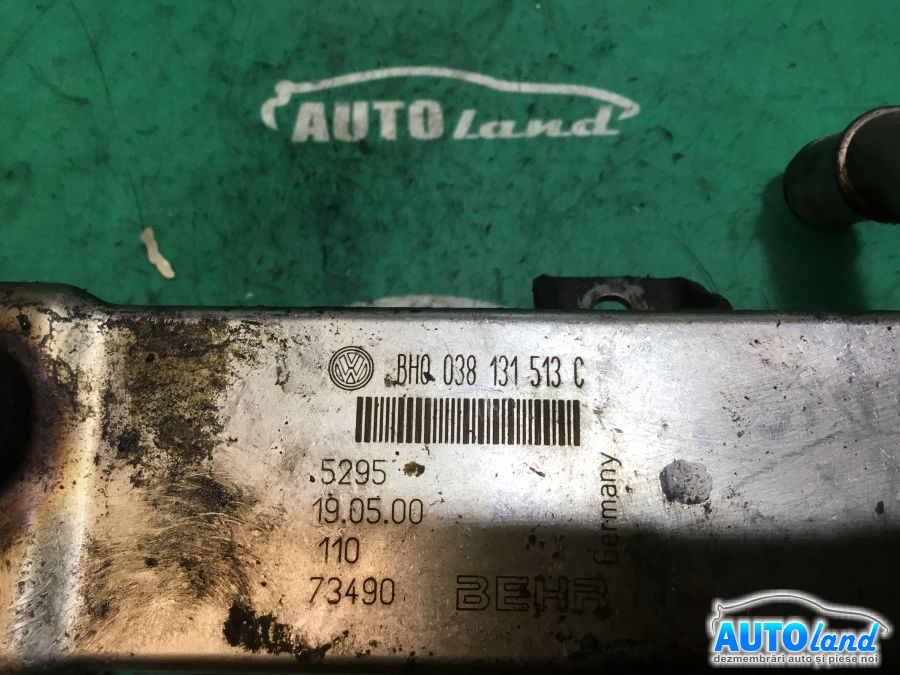 AUTOland
VW BHQ 038 131 513 C
5295
19.05.00
110
73490
BEHR
Germany
AUTOland
dezmembrări auto și piese noi